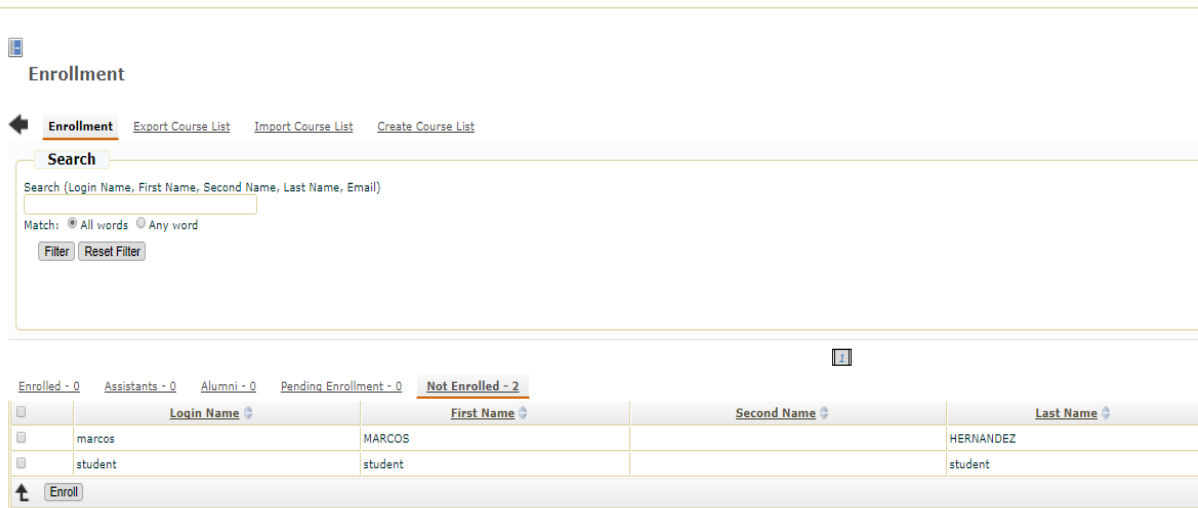 Enrollment
Enrollment Export Course List Import Course List Create Course List
Search
Search (Login Name, First Name, Second Name, Last Name, Email)
Match: All words Any word
Filter Reset Filter
1
Enrolled - 0 Assistants - 0 Alumni - 0 Pending Enrollment - 0 Not Enrolled - 2
Login Name First Name Second Name Last Name
marcos MARCOS HERNANDEZ
student student student
Enroll